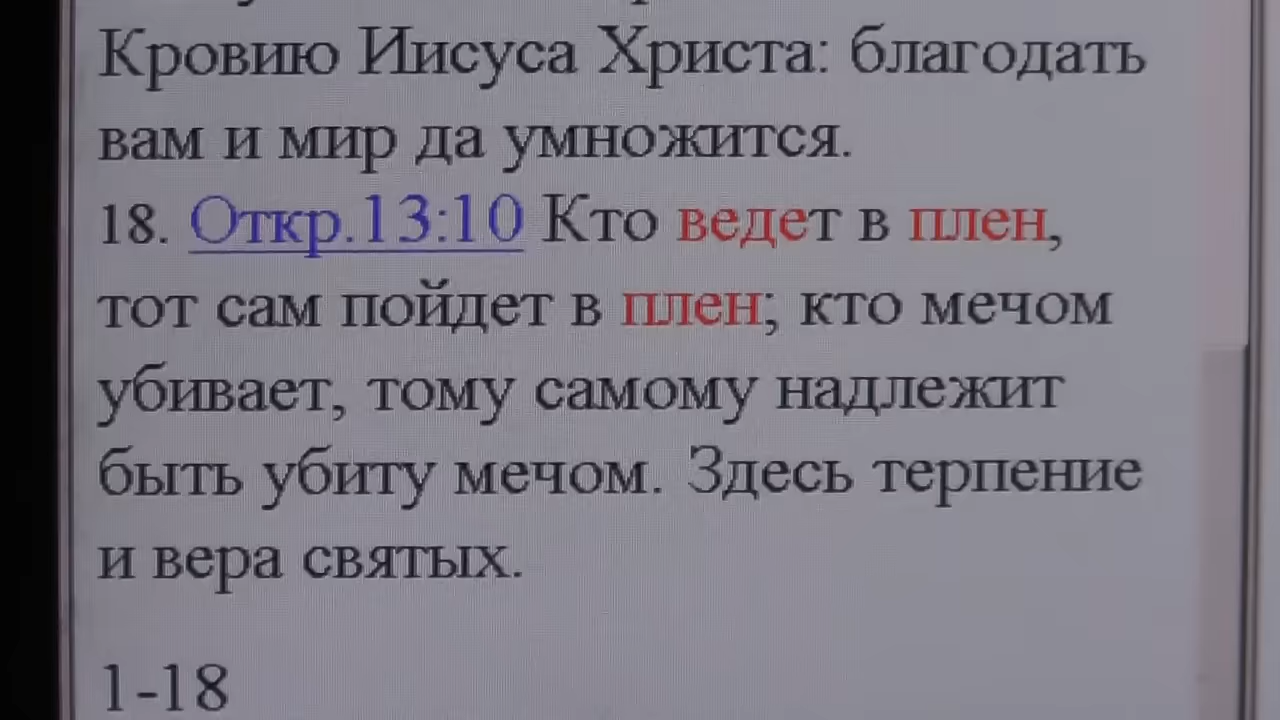 Кровию Иисуса Христа: благодать
вам и мир да умножится.
18. Откр.13:10 Кто ведет в плен,
тот сам пойдет в плен; кто мечом
убивает, тому самому надлежит
быть убиту мечом. Здесь терпение
и вера святых.
1-18